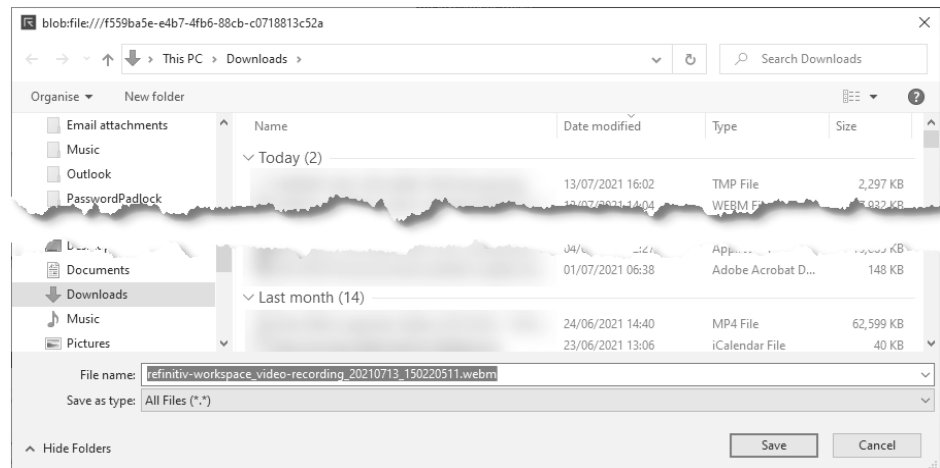 blob:file:///f559ba5e-e4b7-4fb6-88cb-c0718813c52a
This PC > Downloads >
Search Downloads
Organise New folder
Email attachments
Music
Outlook
PasswordPadlock
Name Date modified Type Size
Today (2)
13/07/2021 16:02 TMP File 2,297 KB
14:04 WEBM
Documents
01/07/2021 06:38 Adobe Acrobat D... 148 KB
Downloads
Last month (14)
Music
24/06/2021 14:40 MP4 File 62,599 KB
Pictures
23/06/2021 13:06 iCalendar File 40 KB
File name: refinitiv-workspace_video-recording_20210713_150220511.webm
Save as type: All Files (*.*)
Hide Folders
Save Cancel